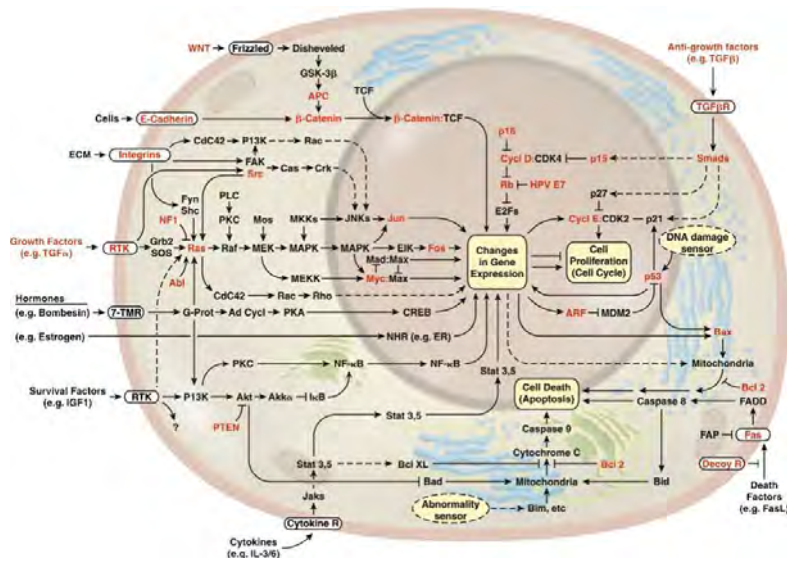 WNT Frizzled Disheveled
GSK-3β
APC
TCF
Cells E-Cadherin β-Catenin β-Catenin:TCF
CdC42 P13K Rac
ECM Integrins
FAK
Src Cas Crk
Fyn
Shc
PLC
NF1
PKC Mos MKKs JNKs Jun
Growth Factors
(e.g. TGFα)
RTK Grb2
SOS
Ras Raf MEK MAPK MAPK ElK Fos
Mad:Max
Abl MEKK Myc:Max
CdC42 Rac Rho
Hormones
(e.g. Bombesin) 7-TMR G-Prot Ad Cycl PKA CREB
(e.g. Estrogen) NHR (e.g. ER)
PKC NF-κB NF-κB
Stat 3,5
Survival Factors
(e.g. IGF1)
RTK P13K Akt Akkα IκB
?
PTEN
Stat 3,5 Stat 3,5
Stat 3,5 Bcl XL
Bad Mitochondria
Jaks
Cytokine R
Cytokines
(e.g. IL-3/6)
Abnormality
sensor
Bim, etc
Anti-growth factors
(e.g. TGFβ)
TGFβR
p16
Cycl D:CDK4 p15 Smads
Rb HPV E7
p27
E2Fs Cycl E:CDK2 p21
Changes
in Gene
Expression
Cell
Proliferation
(Cell Cycle)
DNA damage
sensor
p53
ARF MDM2
Bax
Mitochondria
Bcl 2
Cell Death
(Apoptosis)
Caspase 8 FADD
Caspase 9
FAP Fas
Cytochrome C
Bcl 2
Decoy R
Bid
Death
Factors
(e.g. FasL)